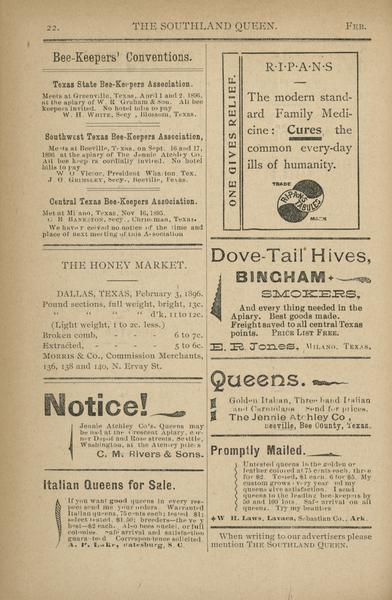 22. THE SOUTHLAND QUEEN. FEB.
Bee-Keepers' Conventions.
Texas State Bee-Keepers Association.
Meets at Greenville, Texas, April 1 and 2, 1896,
at the apiary of W. R. Graham & Son. All bee
keepers invited. No hotel bills to pay
W. H. WHITE, Secy, Blossom, Texas.
Southwest Texas Bee-Keepers Association,
Meets at Beeville, Texas, on Sept. 16 and 17,
1896 at the apiary of The Jennie Atchley Co.
All bee keepers cordially invited. No hotel
bills to pay
W. O. Victor, President Wharton Tex.
J. O. GRIMSLEY, Secy., Beeville, Texas.
Central Texas Bee-Keepers Association.
Met at Milano, Texas, Nov 16, 1895.
C B BANKSTON, SECY, Chriesman, Texas.
We have received no notice of the time and
place of next meeting of this Association
THE HONEY MARKET.
DALLAS, TEXAS, February 3, 1896.
Pound sections, full weight, bright, 13c.
" " " " d'k, 11 to 12c.
(Light weight, 1 to 2c. less.)
Broken comb, - - - 6 to 7c.
Extracted, - - - - 5 to 6c.
MORRIS & CO., Commission Merchants,
136, 138 and 140, N. Ervay St.
Notice!
Jennie Atchley Co's. Queens may
be had at the Crescent Apiary, cor-
ner Depot and Rose streets, Seattle,
Washington, at the Atchley prices
C. M. Rivers & Sons.
Italian Queens for Sale.
If you want good queens in every res-
pect send me your orders. Warranted
Italian queens, 75 cents each; tested $1;
select tested, $1.50; breeders—the very
best—$2 each. Also bees nuclei, or full
colonies. Safe arrival and satisfaction
guaranteed Correspondence solicited.
S. C.
ONE GIVES RELIEF.
R·I·P·A·N·S
The modern stand-
ard Family Medi-
cine: Cures the
common every-day
ills of humanity.
TRADE
RIPANS
TABULES
MARK
Dove-Tail Hives,
BINGHAM
SMOKERS,
And every thing needed in the
Apiary. Best goods made.
Freight saved to all central Texas
points. PRICE LIST FREE.
E. R. Jones, MILANO, TEXAS.
Queens.
Golden Italian, Three band Italian
and Carniolans Send for prices.
The Jennie Atchley Co,
Beeville, Bee County, Texas.
Promptly Mailed.
Untested queens in the golden or
leather colored at 75 cents each, three
for $2. Tested, $1 each, 6 for $5. My
custom grows every year and my
queens give satisfaction. I send
queens to the leading bee-keepers by
50 and 100 lots. Safe arrival on all
queens. Try my beauties
W H. Laws, Lavaca, Sebastian Co., Ark.
When writing to our advertisers please
mention THE SOUTHLAND QUEEN.